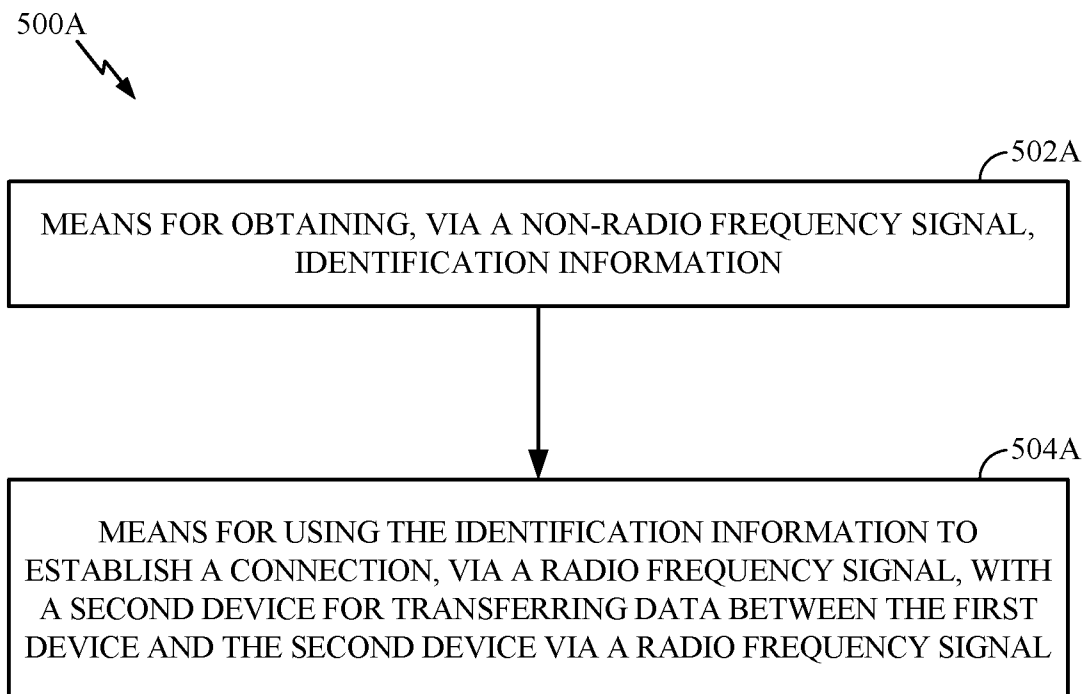 500A
502A
MEANS FOR OBTAINING, VIA A NON-RADIO FREQUENCY SIGNAL,
IDENTIFICATION INFORMATION
504A
MEANS FOR USING THE IDENTIFICATION INFORMATION TO
ESTABLISH A CONNECTION, VIA A RADIO FREQUENCY SIGNAL, WITH
A SECOND DEVICE FOR TRANSFERRING DATA BETWEEN THE FIRST
DEVICE AND THE SECOND DEVICE VIA A RADIO FREQUENCY SIGNAL